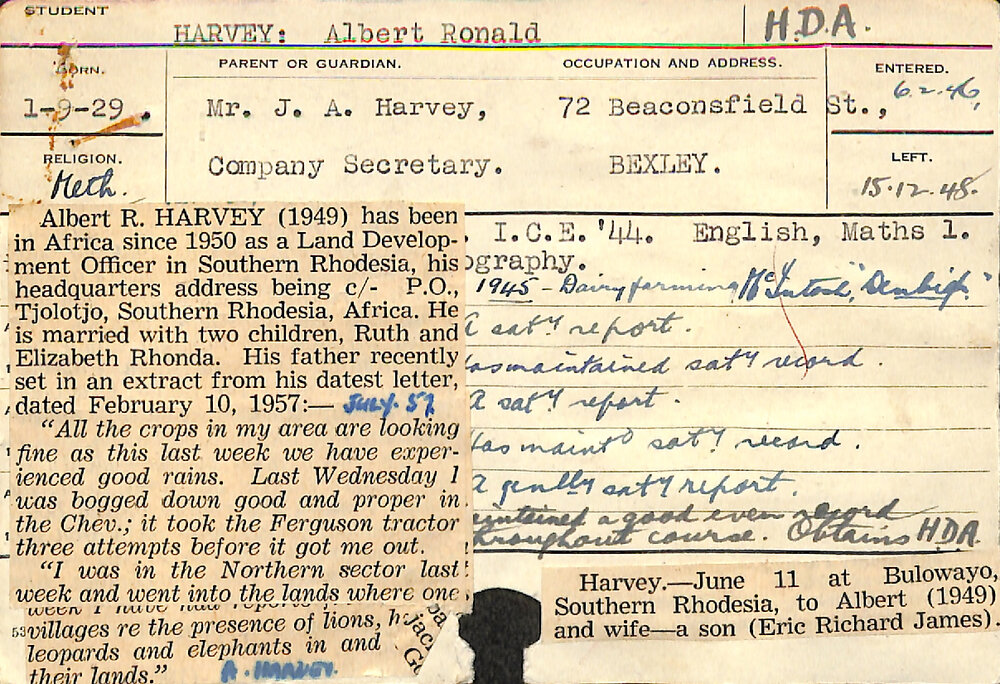 STUDENT
HARVEY: Albert Ronald
H.D.A.
BORN.
PARENT OR GUARDIAN.
OCCUPATION AND ADDRESS.
ENTERED.
1-9-29.
Mr. J. A. Harvey,
72 Beaconsfield St.,
6.2.46,
RELIGION.
Company Secretary.
BEXLEY.
LEFT.
Meth.
15.12.48.
Albert R. HARVEY (1949) has been
in Africa since 1950 as a Land Develop-
ment Officer in Southern Rhodesia, his
headquarters address being c/- P.O.,
Tjolotjo, Southern Rhodesia, Africa. He
is married with two children, Ruth and
Elizabeth Rhonda. His father recently
set in an extract from his datest letter,
dated February 10, 1957:— JULY. 57
"All the crops in my area are looking
fine as this last week we have exper-
ienced good rains. Last Wednesday I
was bogged down good and proper in
the Chev.; it took the Ferguson tractor
three attempts before it got me out.
"I was in the Northern sector last
week and went into the lands where one
villages re the presence of lions,
leopards and elephants in and
their lands."
A. HARVEY.
I.C.E. '44. English, Maths 1.
ography.
1945 - Dairy farming McIntosh, "Denbigh"
A sat'y report.
Has maintained sat'y record.
A sat'y report.
Has maint'd sat'y record.
A gen'lly sat'y report.
maintained a good even record
throughout course. Obtains HDA.
Harvey.—June 11 at Bulowayo,
Southern Rhodesia, to Albert (1949)
and wife—a son (Eric Richard James).